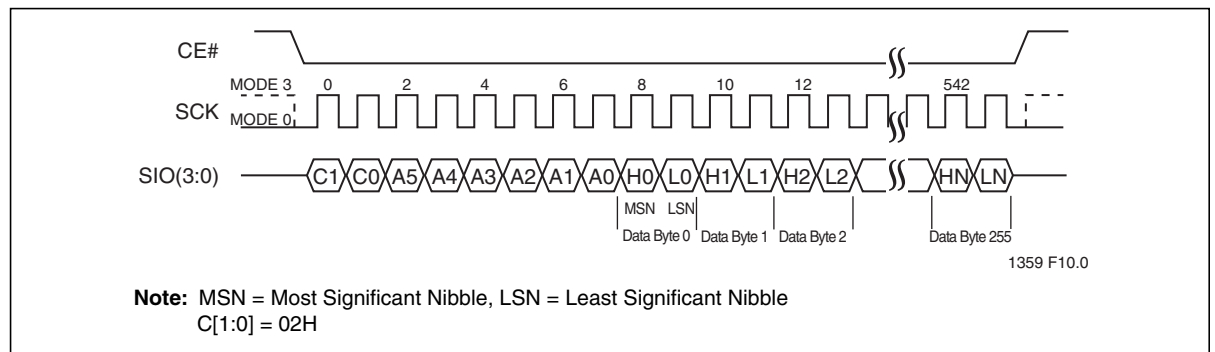 CE#
MODE 3 0 2 4 6 8 10 12 542
SCK
MODE 0
SIO(3:0) C1 C0 A5 A4 A3 A2 A1 A0 H0 L0 H1 L1 H2 L2 HN LN
MSN LSN
Data Byte 0 Data Byte 1 Data Byte 2 Data Byte 255
1359 F10.0
Note: MSN = Most Significant Nibble, LSN = Least Significant Nibble
C[1:0] = 02H